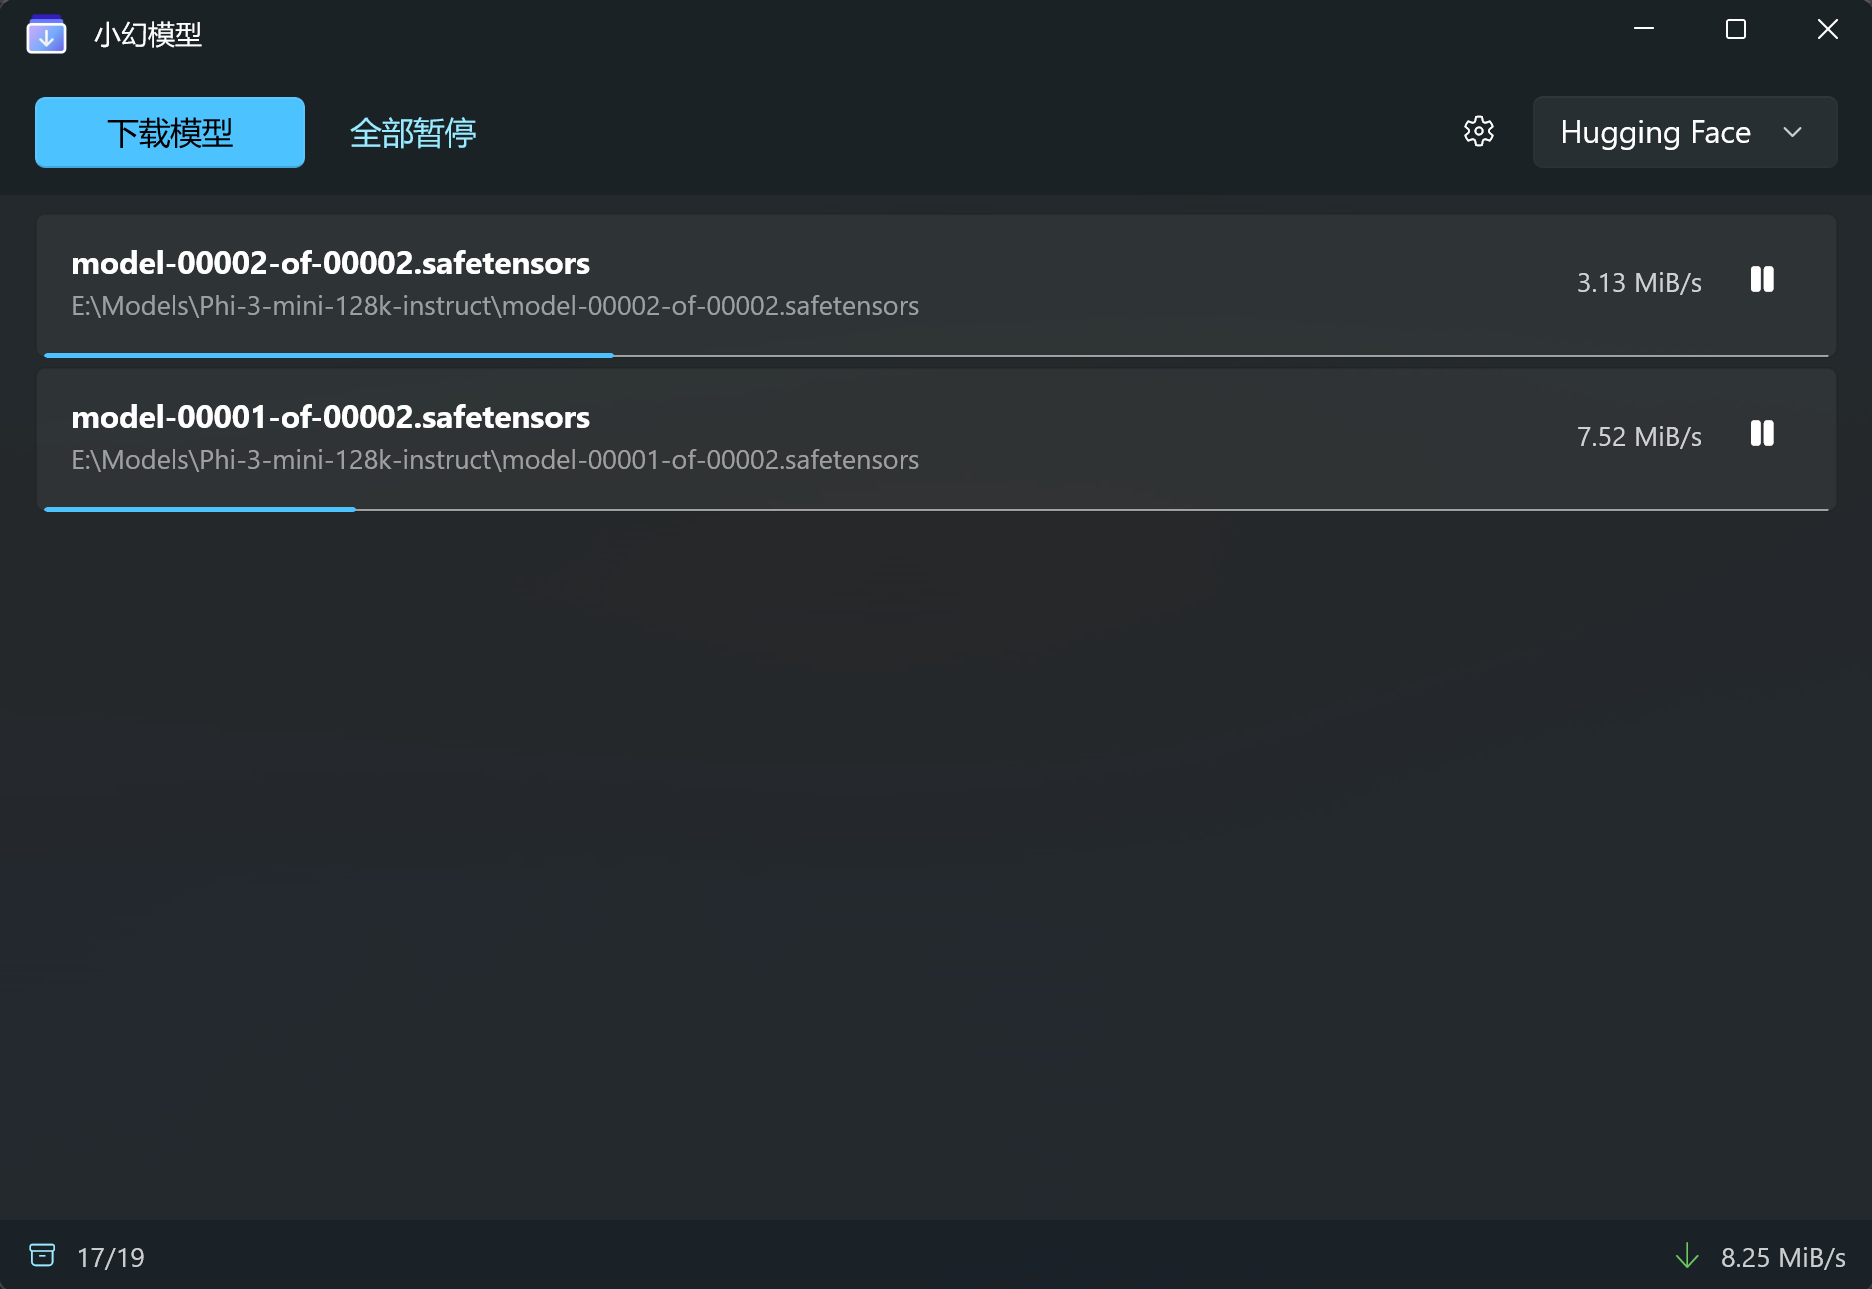 小幻模型
下载模型
全部暂停
Hugging Face
model-00002-of-00002.safetensors
E:\Models\Phi-3-mini-128k-instruct\model-00002-of-00002.safetensors
3.13 MiB/s
model-00001-of-00002.safetensors
E:\Models\Phi-3-mini-128k-instruct\model-00001-of-00002.safetensors
7.52 MiB/s
17/19
8.25 MiB/s